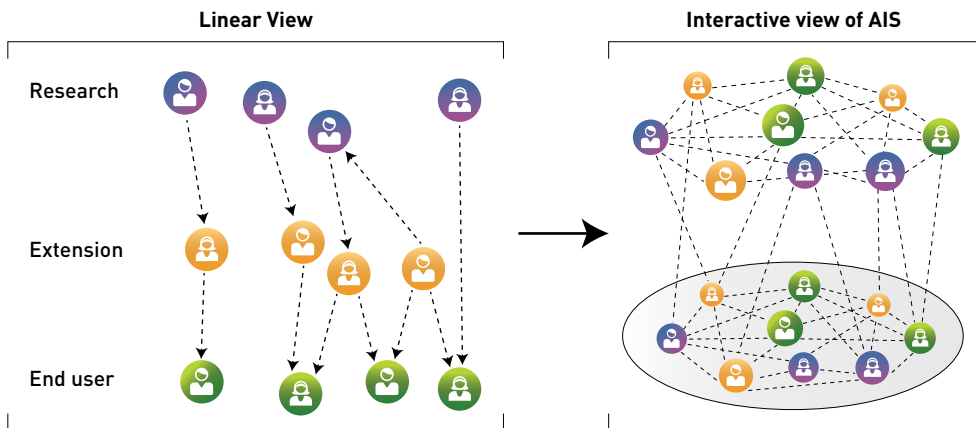 Linear View
Interactive view of AIS
Research
Extension
End user